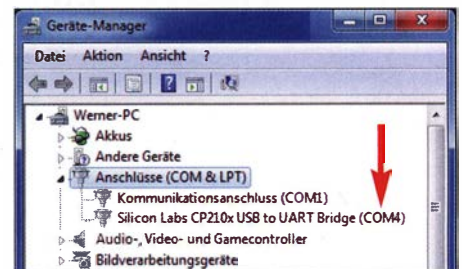 Geräte-Manager
Datei Aktion Ansicht ?
Werner-PC
Akkus
Andere Geräte
Anschlüsse (COM & LPT)
Kommunikationsanschluss (COM1)
Silicon Labs CP210x USB to UART Bridge (COM4)
Audio-, Video- und Gamecontroller
Bildverarbeitungsgeräte